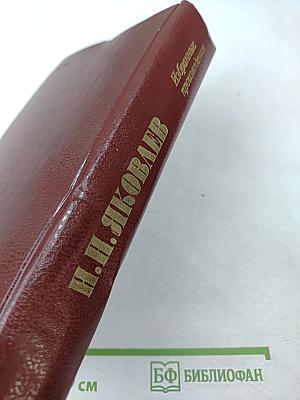 Н.Н. ЯКОВЛЕВ
Избранные
произведения
см
БФ БИБЛИОФАН